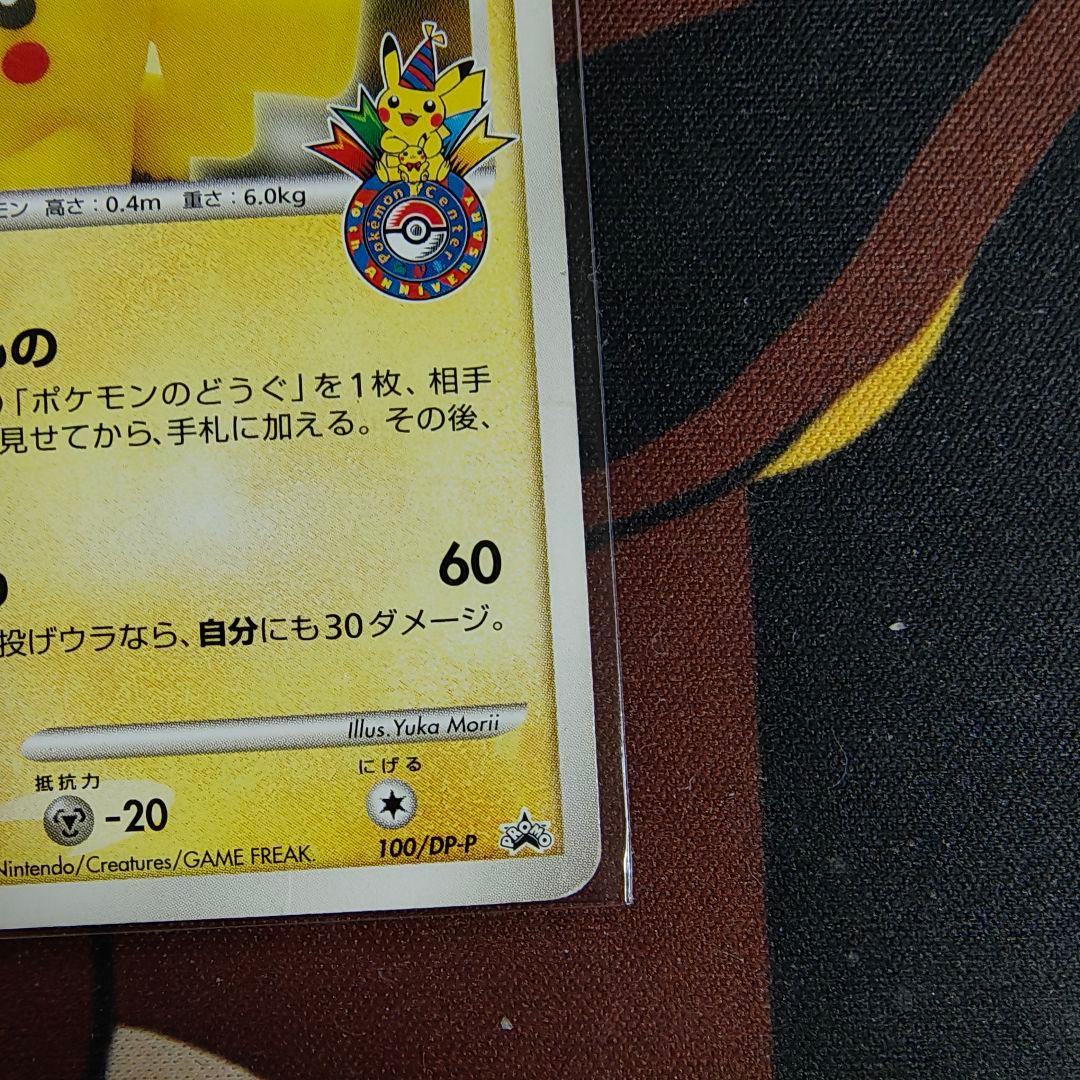 Pokémon Center
10th ANNIVERSARY
モン 高さ:0.4m 重さ:6.0kg
の
「ポケモンのどうぐ」を1枚、相手
見せてから、手札に加える。その後、
60
投げウラなら、自分にも30ダメージ。
Illus. Yuka Morii
抵抗力
にげる
-20
Nintendo/Creatures/GAME FREAK.
100/DP-P
PROMO